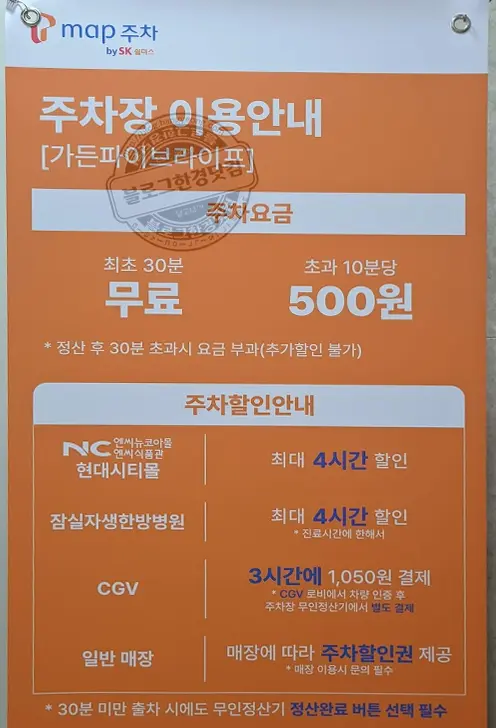 T map 주차
by SK 쉴더스
주차장 이용안내
[가든파이브라이프]
블로그한경닷컴
주차요금
최초 30분
무료
초과 10분당
500원
* 정산 후 30분 초과시 요금 부과(추가할인 불가)
주차할인안내
NC 엔씨뉴코아몰
엔씨식품관
현대시티몰
최대 4시간 할인
잠실자생한방병원
최대 4시간 할인
* 진료시간에 한해서
CGV
3시간에 1,050원 결제
* CGV 로비에서 차량 인증 후
주차장 무인정산기에서 별도 결제
일반 매장
매장에 따라 주차할인권 제공
* 매장 이용시 문의 필수
* 30분 미만 출차 시에도 무인정산기 정산완료 버튼 선택 필수